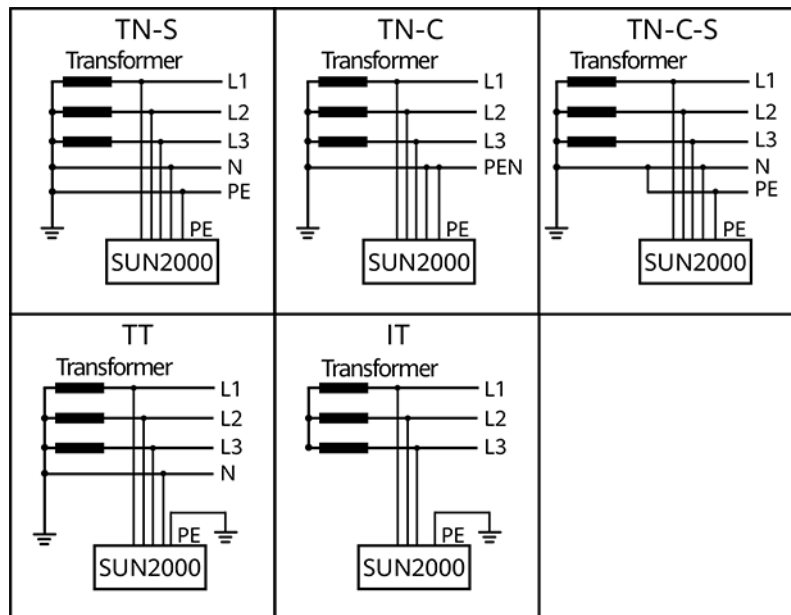 TN-S
Transformer
L1
L2
L3
N
PE
PE
SUN2000
TN-C
Transformer
L1
L2
L3
PEN
PE
SUN2000
TN-C-S
Transformer
L1
L2
L3
N
PE
PE
SUN2000
TT
Transformer
L1
L2
L3
N
PE
SUN2000
IT
Transformer
L1
L2
L3
PE
SUN2000